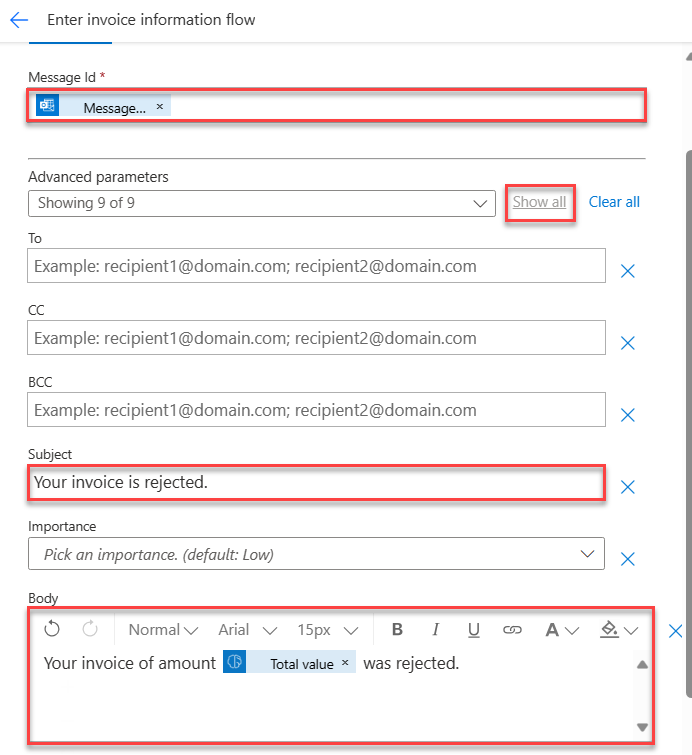 Enter invoice information flow
Message Id *
Message... ×
Advanced parameters
Showing 9 of 9 Show all Clear all
To
Example: recipient1@domain.com; recipient2@domain.com
CC
Example: recipient1@domain.com; recipient2@domain.com
BCC
Example: recipient1@domain.com; recipient2@domain.com
Subject
Your invoice is rejected.
Importance
Pick an importance. (default: Low)
Body
Normal Arial 15px B I U A
Your invoice of amount Total value × was rejected.